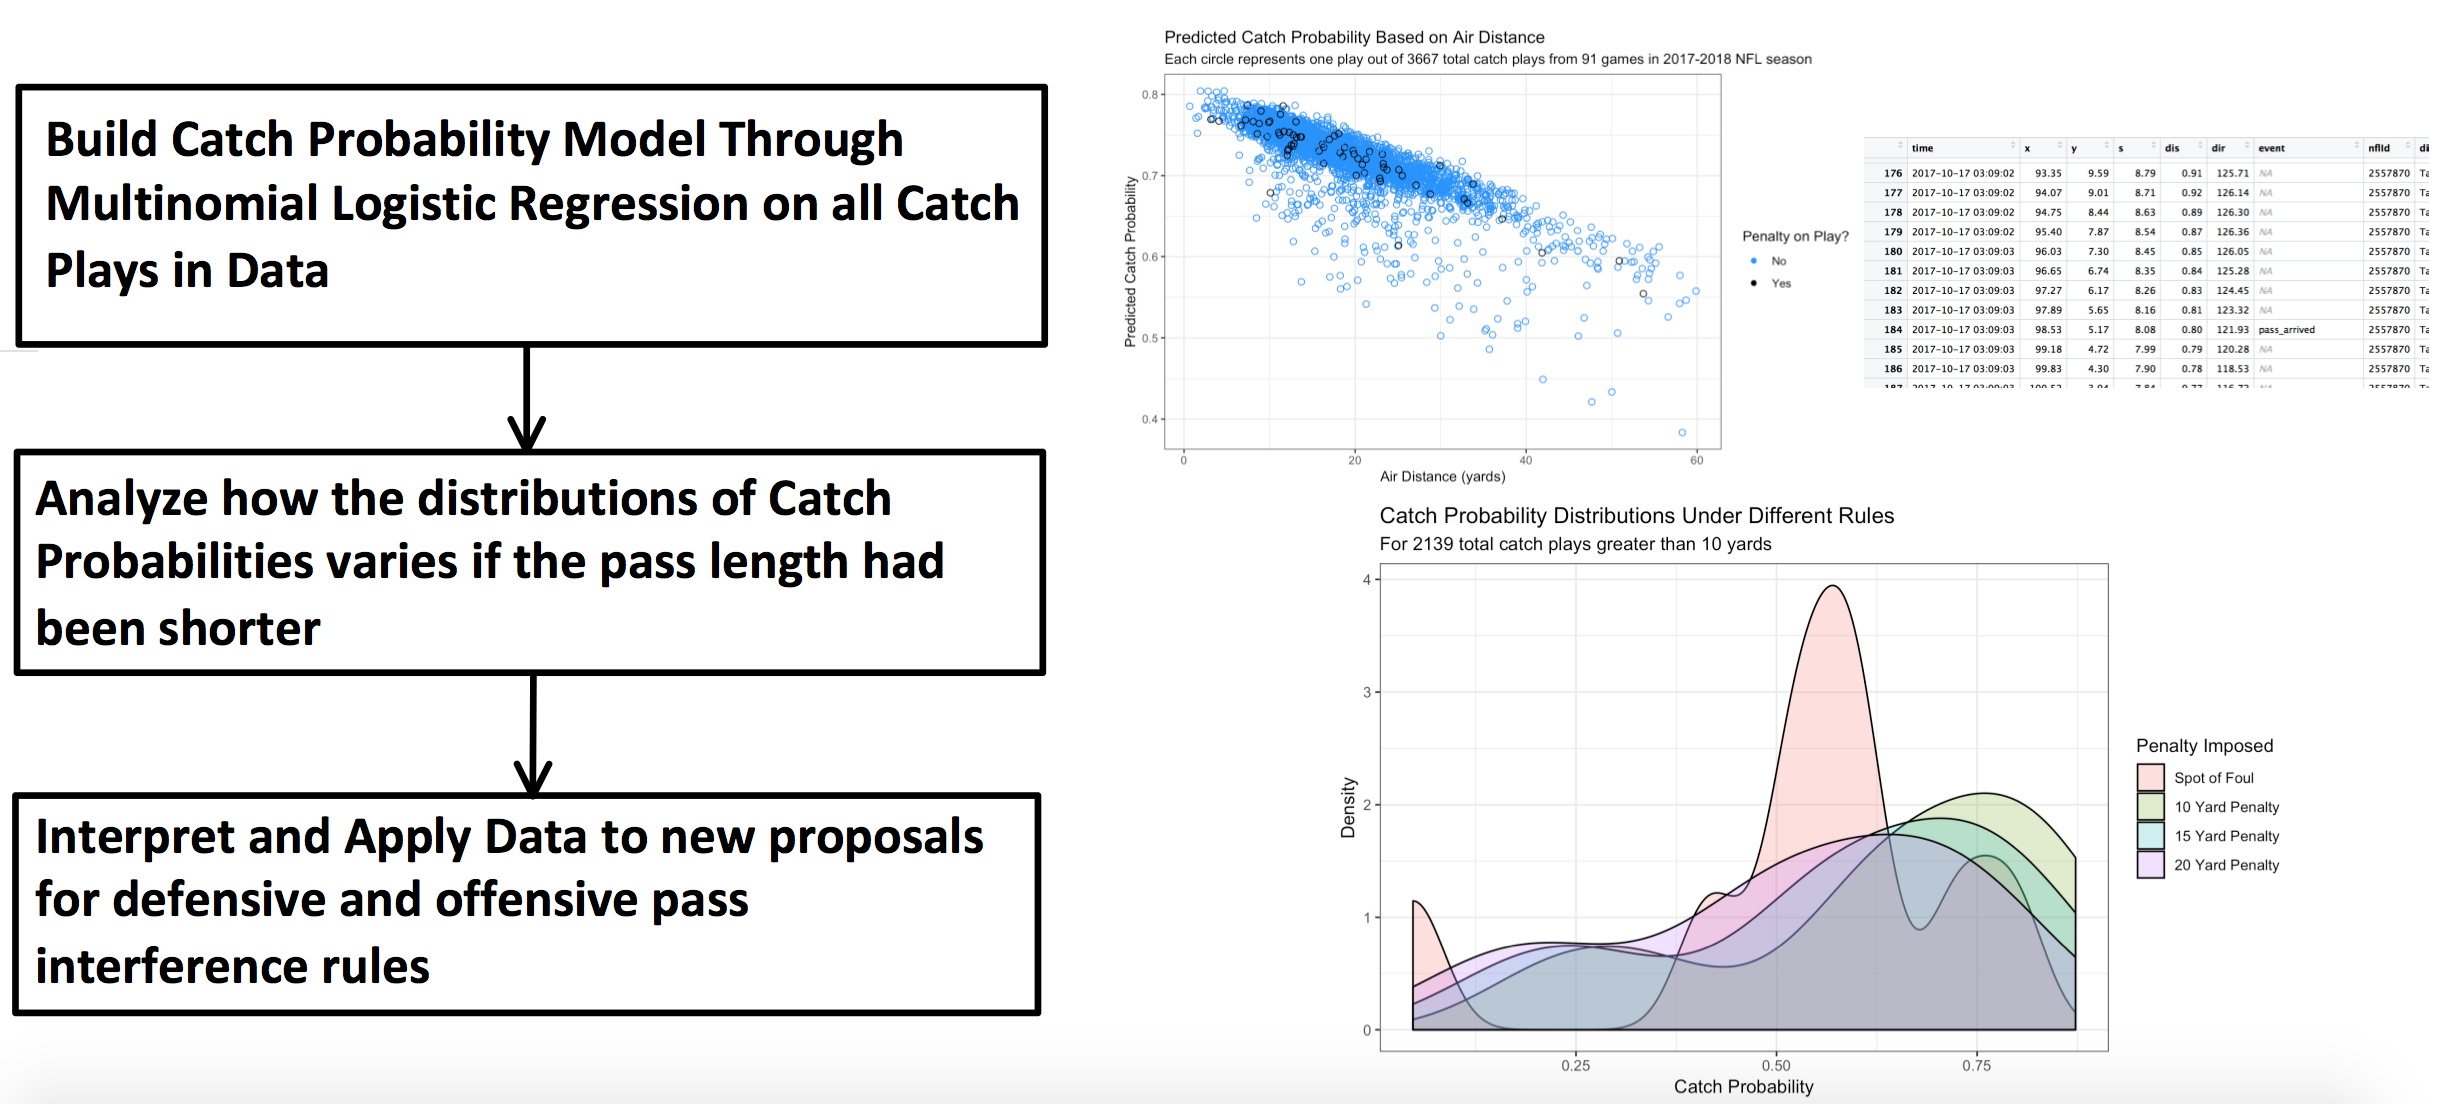 Build Catch Probability Model Through
Multinomial Logistic Regression on all Catch
Plays in Data
Analyze how the distributions of Catch
Probabilities varies if the pass length had
been shorter
Interpret and Apply Data to new proposals
for defensive and offensive pass
interference rules
Predicted Catch Probability Based on Air Distance
Each circle represents one play out of 3667 total catch plays from 91 games in 2017-2018 NFL season
Predicted Catch Probability
0.8
0.7
0.6
0.5
0.4
0 20 40 60
Air Distance (yards)
Penalty on Play?
No
Yes
time x y s dis dir event nflId
176 2017-10-17 03:09:02 93.35 9.59 8.79 0.91 125.71 NA 2557870
177 2017-10-17 03:09:02 94.07 9.01 8.71 0.92 126.14 NA 2557870
178 2017-10-17 03:09:02 94.75 8.44 8.63 0.89 126.30 NA 2557870
179 2017-10-17 03:09:02 95.40 7.87 8.54 0.87 126.36 NA 2557870
180 2017-10-17 03:09:03 96.03 7.30 8.45 0.85 126.05 NA 2557870
181 2017-10-17 03:09:03 96.65 6.74 8.35 0.84 125.28 NA 2557870
182 2017-10-17 03:09:03 97.27 6.17 8.26 0.83 124.45 NA 2557870
183 2017-10-17 03:09:03 97.89 5.65 8.16 0.81 123.32 NA 2557870
184 2017-10-17 03:09:03 98.53 5.17 8.08 0.80 121.93 pass_arrived 2557870
185 2017-10-17 03:09:03 99.18 4.72 7.99 0.79 120.28 NA 2557870
186 2017-10-17 03:09:03 99.83 4.30 7.90 0.78 118.53 NA 2557870
Catch Probability Distributions Under Different Rules
For 2139 total catch plays greater than 10 yards
Density
4
3
2
1
0
0.25 0.50 0.75
Catch Probability
Penalty Imposed
Spot of Foul
10 Yard Penalty
15 Yard Penalty
20 Yard Penalty